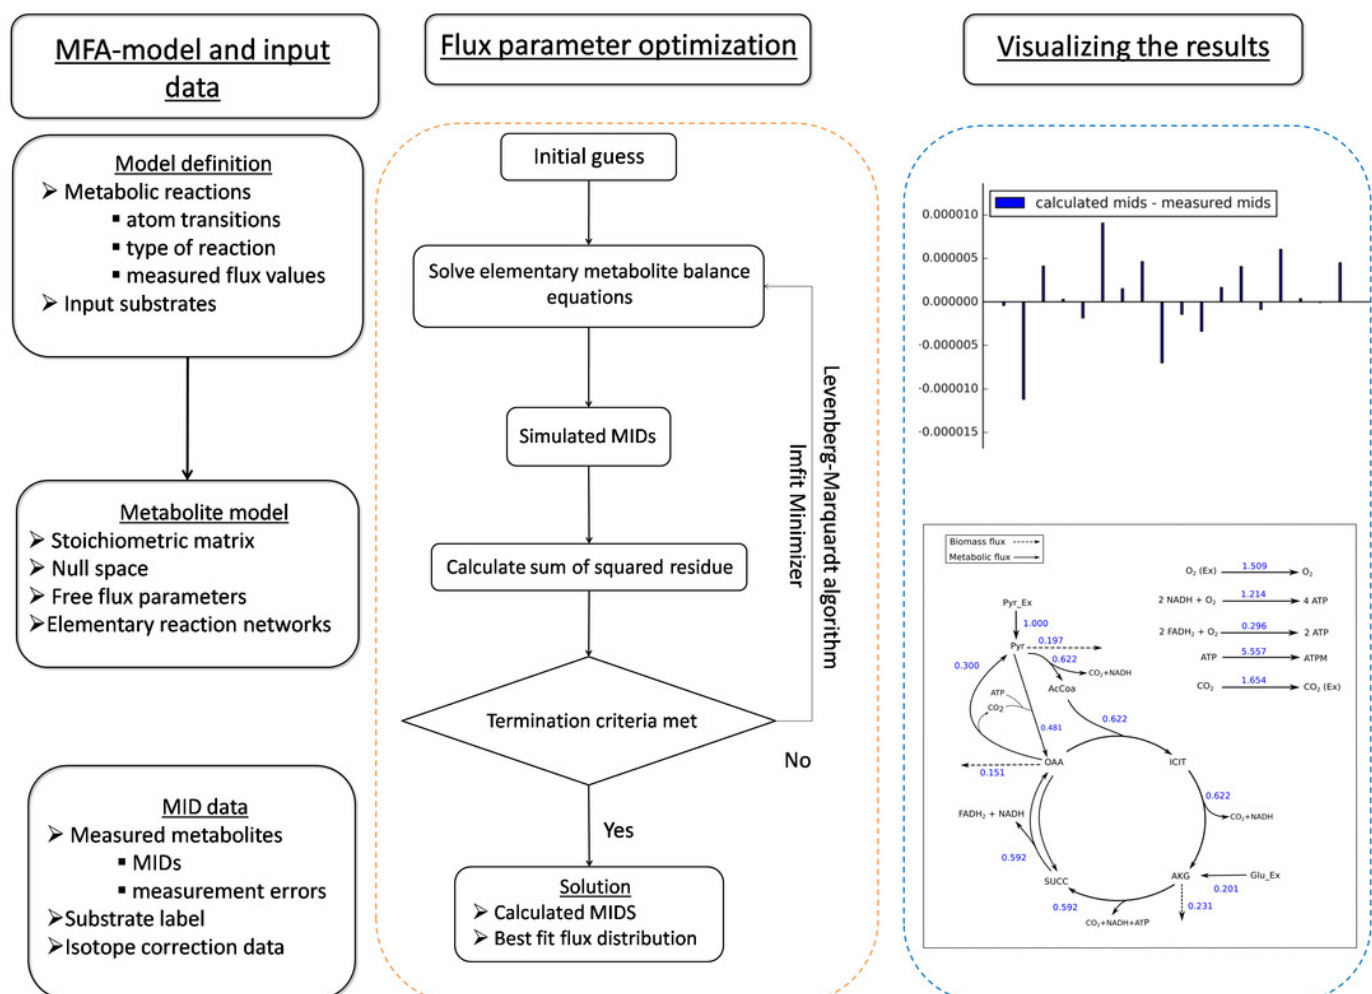 MFA-model and input
data
Model definition
➢ Metabolic reactions
▪ atom transitions
▪ type of reaction
▪ measured flux values
➢ Input substrates
Metabolite model
➢ Stoichiometric matrix
➢ Null space
➢ Free flux parameters
➢Elementary reaction networks
MID data
➢ Measured metabolites
▪ MIDs
▪ measurement errors
➢Substrate label
➢Isotope correction data
Flux parameter optimization
Initial guess
Solve elementary metabolite balance
equations
Simulated MIDs
Calculate sum of squared residue
Termination criteria met
No
Levenberg-Marquardt algorithm
lmfit Minimizer
Yes
Solution
➢ Calculated MIDS
➢ Best fit flux distribution
Visualizing the results
calculated mids - measured mids
0.000010
0.000005
0.000000
-0.000005
-0.000010
-0.000015
Biomass flux
Metabolic flux
O₂ (Ex) 1.509 O₂
2 NADH + O₂ 1.214 4 ATP
2 FADH₂ + O₂ 0.296 2 ATP
ATP 5.557 ATPM
CO₂ 1.654 CO₂ (Ex)
Pyr_Ex
1.000
0.197
Pyr
0.622
0.300
CO₂+NADH
AcCoa
ATP
CO₂
0.481
0.622
OAA
ICIT
0.151
0.622
FADH₂ + NADH
CO₂+NADH
0.592
SUCC
AKG
Glu_Ex
0.201
0.592
0.231
CO₂+NADH+ATP